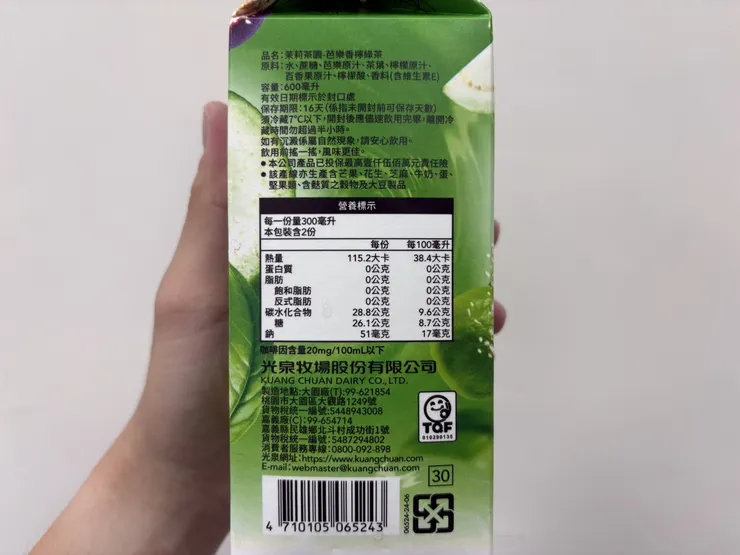 品名:茉莉茶園-芭樂香檸綠茶
原料:水、蔗糖、芭樂原汁、茶葉、檸檬原汁、
百香果原汁、檸檬酸、香料(含維生素E)
容量:600毫升
有效日期標示於封口處
保存期限:16天(係指未開封前可保存天數)
須冷藏7℃以下,開封後應儘速飲用完畢,離開冷
藏時間勿超過半小時。
如有沉澱係屬自然現象,請安心飲用。
飲用前搖一搖,風味更佳。
●本公司產品已投保最高壹仟伍佰萬元責任險
●該產線亦生產含芒果、花生、芝麻、牛奶、蛋、
堅果類、含麩質之穀物及大豆製品
營養標示
每一份量300毫升
本包裝含2份
每份 每100毫升
熱量 115.2大卡 38.4大卡
蛋白質 0公克 0公克
脂肪 0公克 0公克
飽和脂肪 0公克 0公克
反式脂肪 0公克 0公克
碳水化合物 28.8公克 9.6公克
糖 26.1公克 8.7公克
鈉 51毫克 17毫克
咖啡因含量20mg/100mL以下
光泉牧場股份有限公司
KUANG CHUAN DAIRY CO., LTD.
製造地點:大園廠(T):99-621854
桃園市大園區大觀路1249號
貨物稅統一編號:5448943008
嘉義廠(C):99-654714
嘉義縣民雄鄉北斗村成功街1號
貨物稅統一編號:5487294802
消費者服務專線:0800-092-898
光泉網址:https://www.kuangchuan.com
E-mail:webmaster@kuangchuan.com
TQF
010200135
30
06324-24-06
4 710105 065243